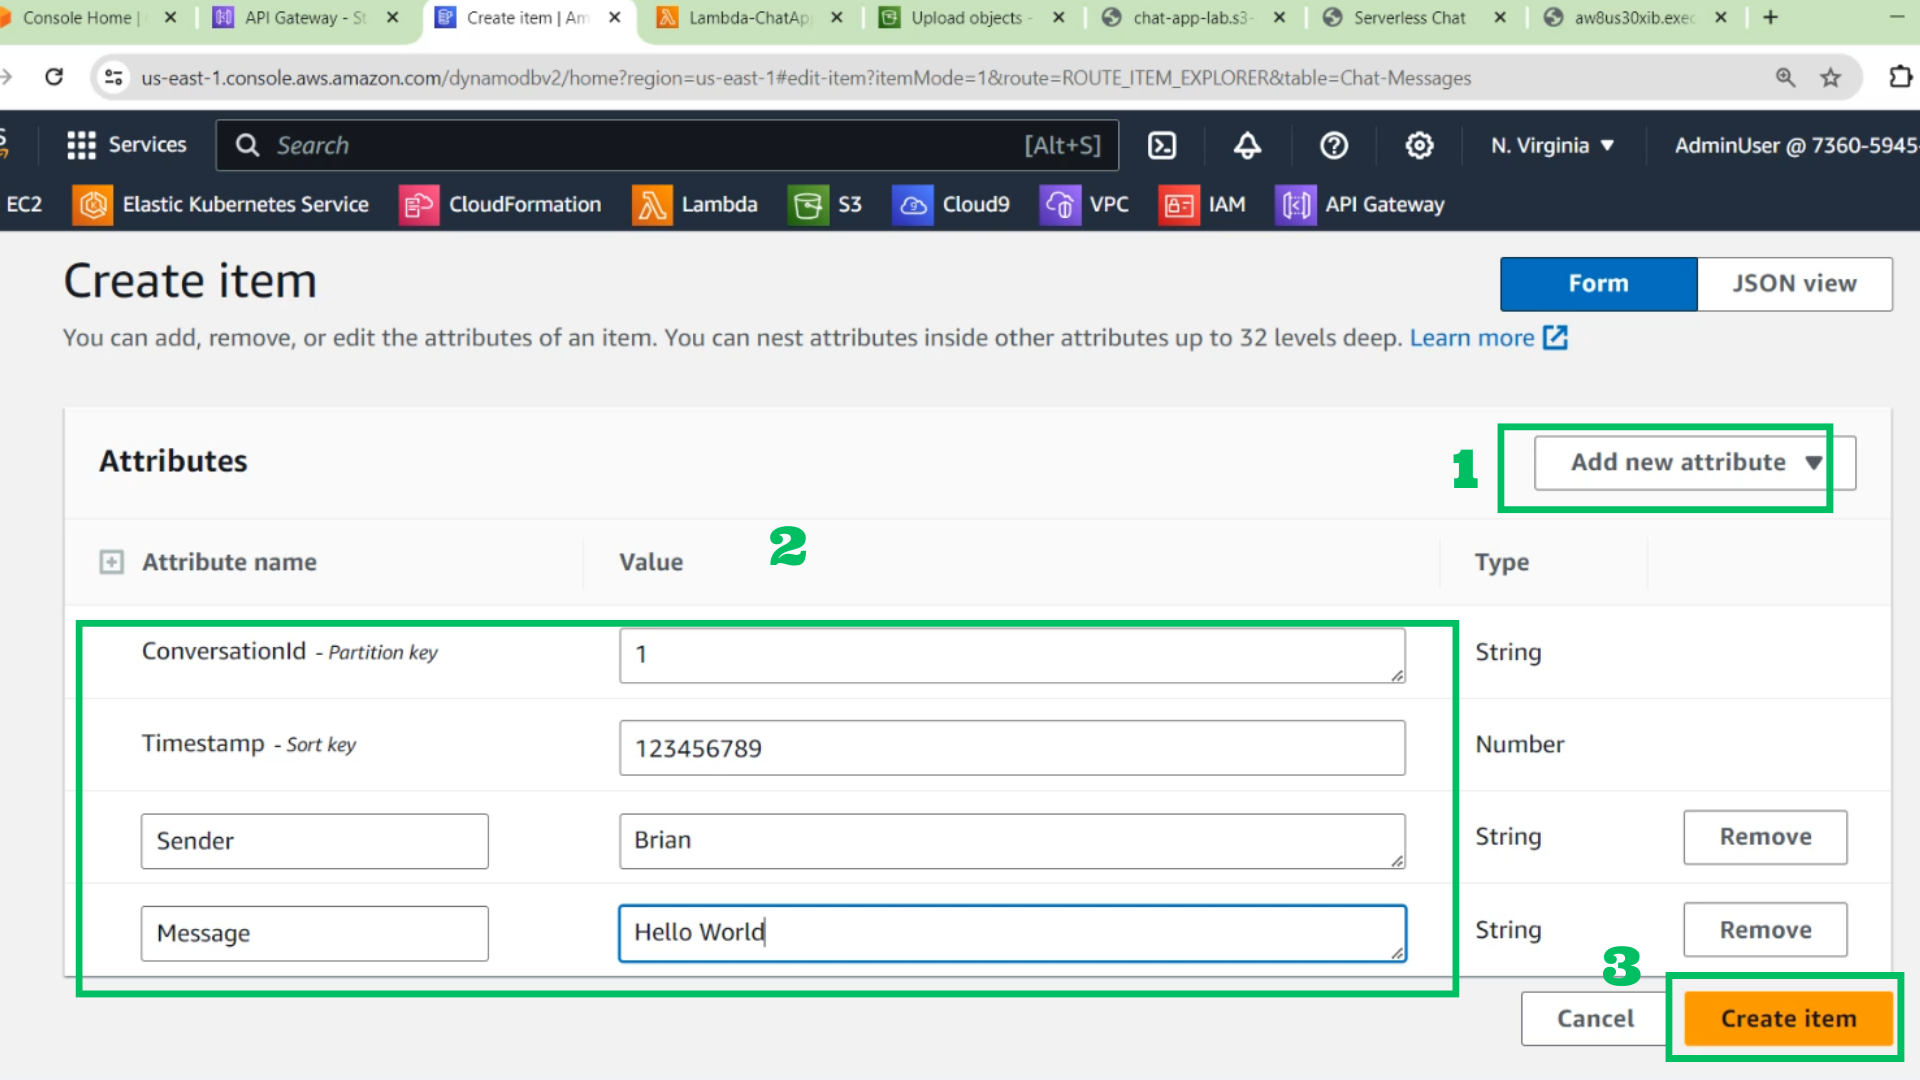 Console Home |
API Gateway - St
Create item | Am
Lambda-ChatAp
Upload objects -
chat-app-lab.s3-
Serverless Chat
aw8us30xib.exec
us-east-1.console.aws.amazon.com/dynamodbv2/home?region=us-east-1#edit-item?itemMode=1&route=ROUTE_ITEM_EXPLORER&table=Chat-Messages
Services
Search
[Alt+S]
N. Virginia
AdminUser @ 7360-5945-
EC2
Elastic Kubernetes Service
CloudFormation
Lambda
S3
Cloud9
VPC
IAM
API Gateway
Create item
Form
JSON view
You can add, remove, or edit the attributes of an item. You can nest attributes inside other attributes up to 32 levels deep. Learn more
Attributes
1
Add new attribute
Attribute name
Value
2
Type
ConversationId - Partition key
1
String
Timestamp - Sort key
123456789
Number
Sender
Brian
String
Remove
Message
Hello World
String
Remove
3
Cancel
Create item